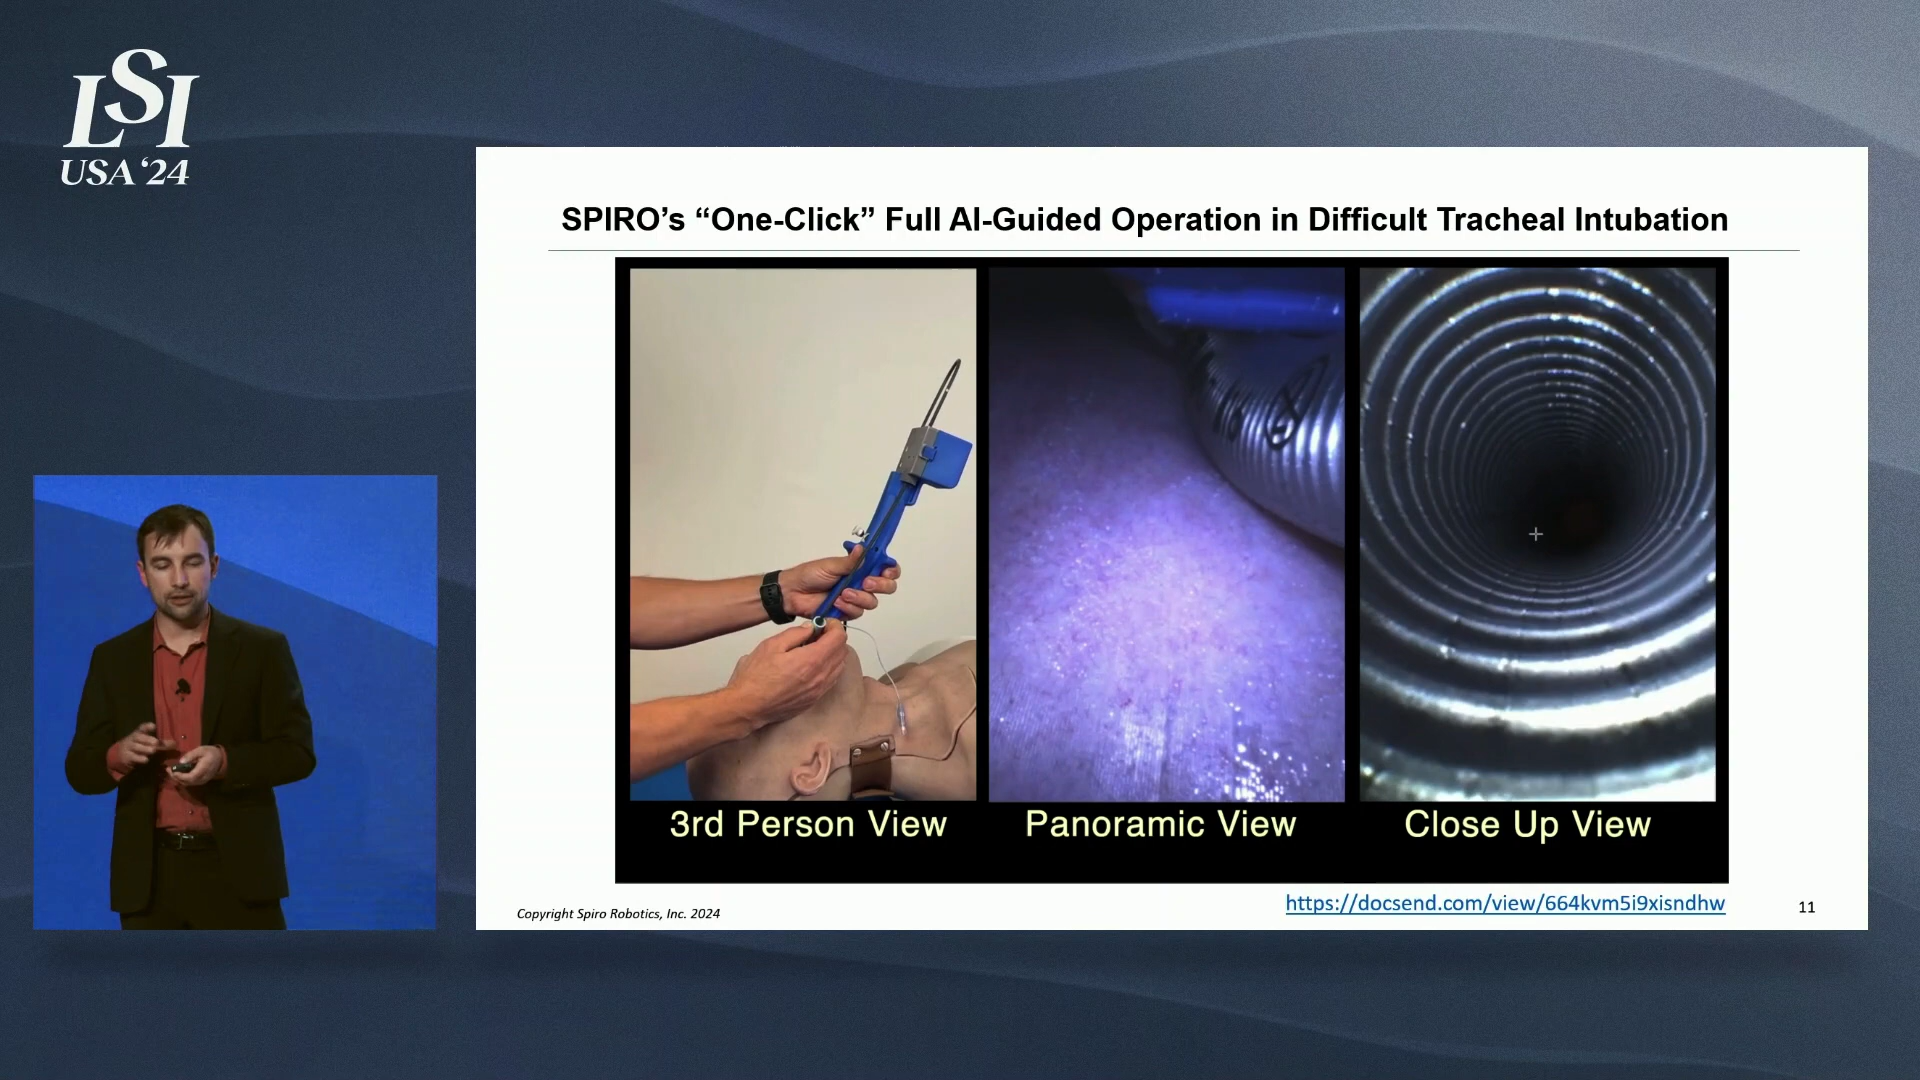 LSI
USA '24
SPIRO's “One-Click” Full AI-Guided Operation in Difficult Tracheal Intubation
3rd Person View
Panoramic View
Close Up View
Copyright Spiro Robotics, Inc. 2024
https://docsend.com/view/664kvm5i9xisndhw
11